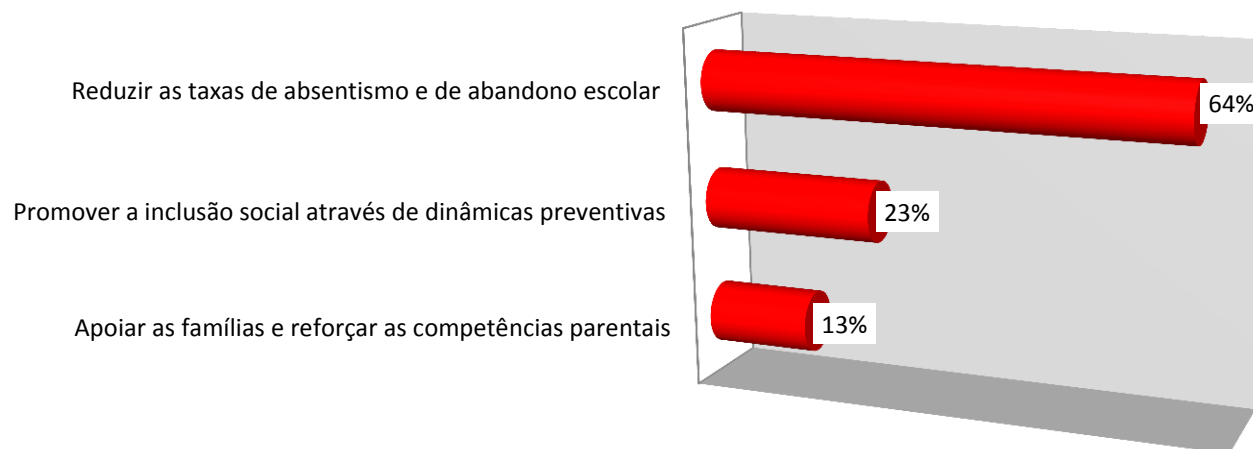 Reduzir as taxas de absentismo e de abandono escolar
64%
Promover a inclusão social através de dinâmicas preventivas
23%
Apoiar as famílias e reforçar as competências parentais
13%